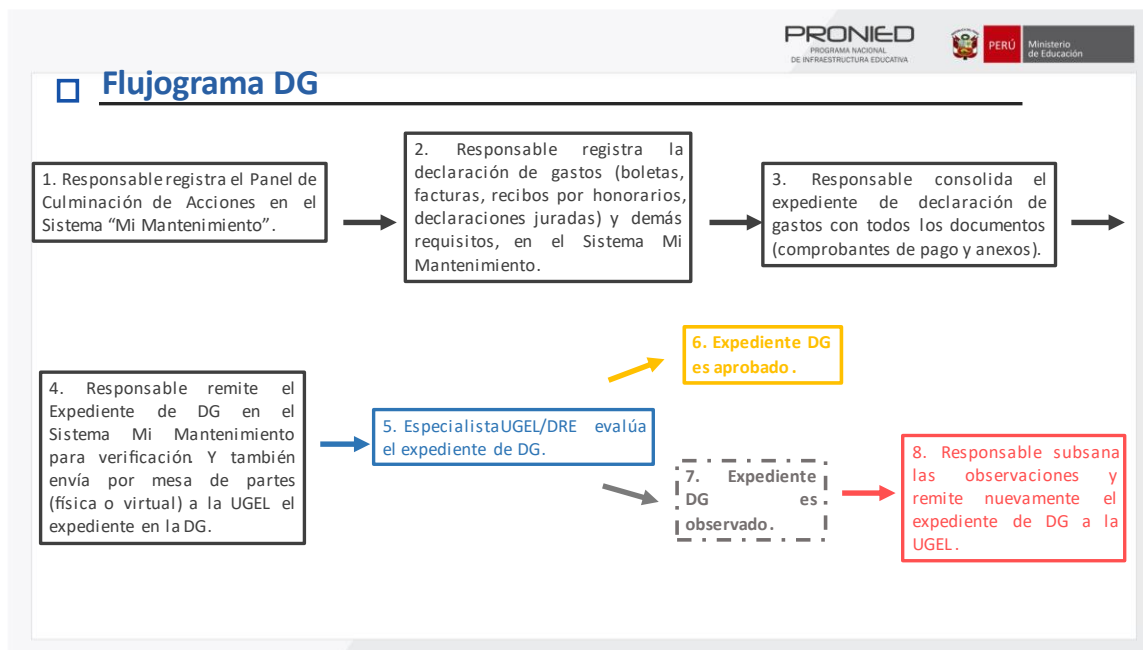 PRONIED
PROGRAMA NACIONAL
DE INFRAESTRUCTURA EDUCATIVA
PERÚ
Ministerio
de Educación
Flujograma DG
1. Responsable registra el Panel de
Culminación de Acciones en el
Sistema “Mi Mantenimiento”.
2. Responsable registra la
declaración de gastos (boletas,
facturas, recibos por honorarios,
declaraciones juradas) y demás
requisitos, en el Sistema Mi
Mantenimiento.
3. Responsable consolida el
expediente de declaración de
gastos con todos los documentos
(comprobantes de pago y anexos).
4. Responsable remite el
Expediente de DG en el
Sistema Mi Mantenimiento
para verificación. Y también
envía por mesa de partes
(física o virtual) a la UGEL el
expediente en la DG.
5. Especialista UGEL/DRE evalúa
el expediente de DG.
6. Expediente DG
es aprobado.
7. Expediente
DG es
observado.
8. Responsable subsana
las observaciones y
remite nuevamente el
expediente de DG a la
UGEL.